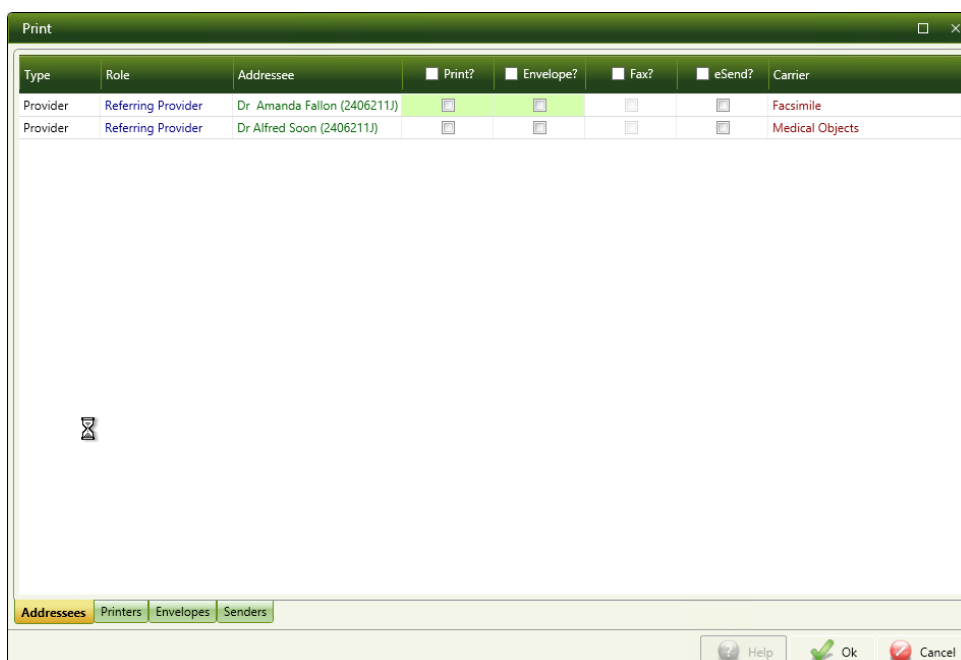 Print
Type Role Addressee Print? Envelope? Fax? eSend? Carrier
Provider Referring Provider Dr Amanda Fallon (2406211J) Facsimile
Provider Referring Provider Dr Alfred Soon (2406211J) Medical Objects
Addressees Printers Envelopes Senders
Help Ok Cancel